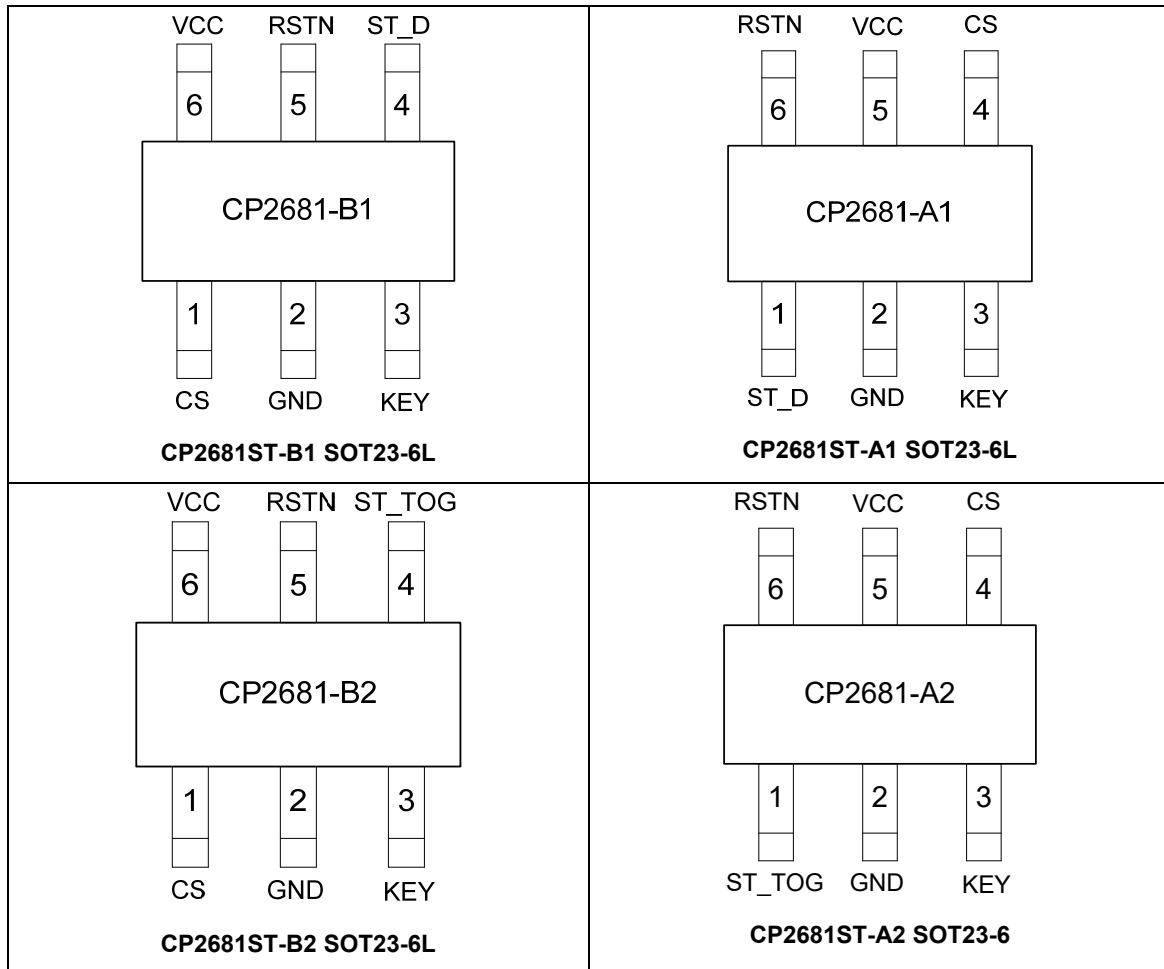 VCC RSTN ST_D
6 5 4
CP2681-B1
1 2 3
CS GND KEY
CP2681ST-B1 SOT23-6L
RSTN VCC CS
6 5 4
CP2681-A1
1 2 3
ST_D GND KEY
CP2681ST-A1 SOT23-6L
VCC RSTN ST_TOG
6 5 4
CP2681-B2
1 2 3
CS GND KEY
CP2681ST-B2 SOT23-6L
RSTN VCC CS
6 5 4
CP2681-A2
1 2 3
ST_TOG GND KEY
CP2681ST-A2 SOT23-6